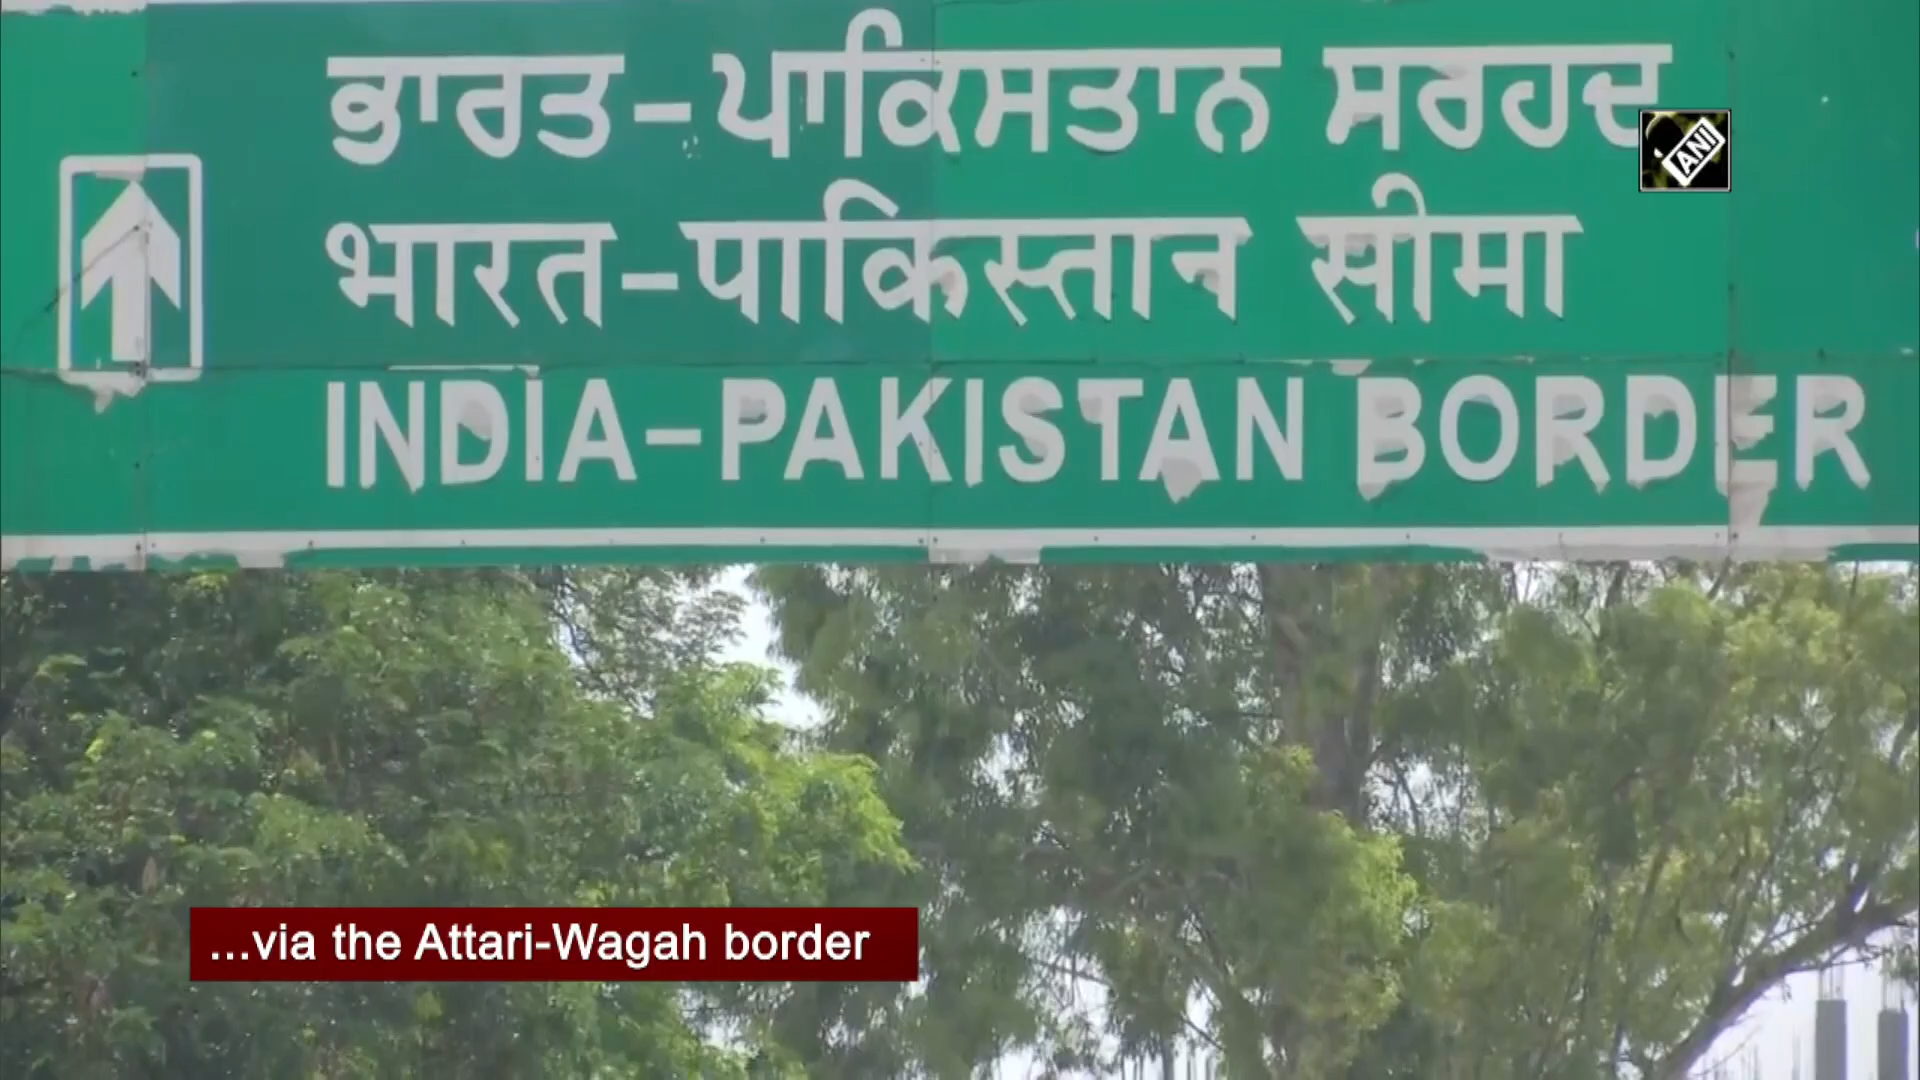 ਭਾਰਤ-ਪਾਕਿਸਤਾਨ ਸਰਹਦ
ANI
भारत-पाकिस्तान सीमा
INDIA-PAKISTAN BORDER
...via the Attari-Wagah border